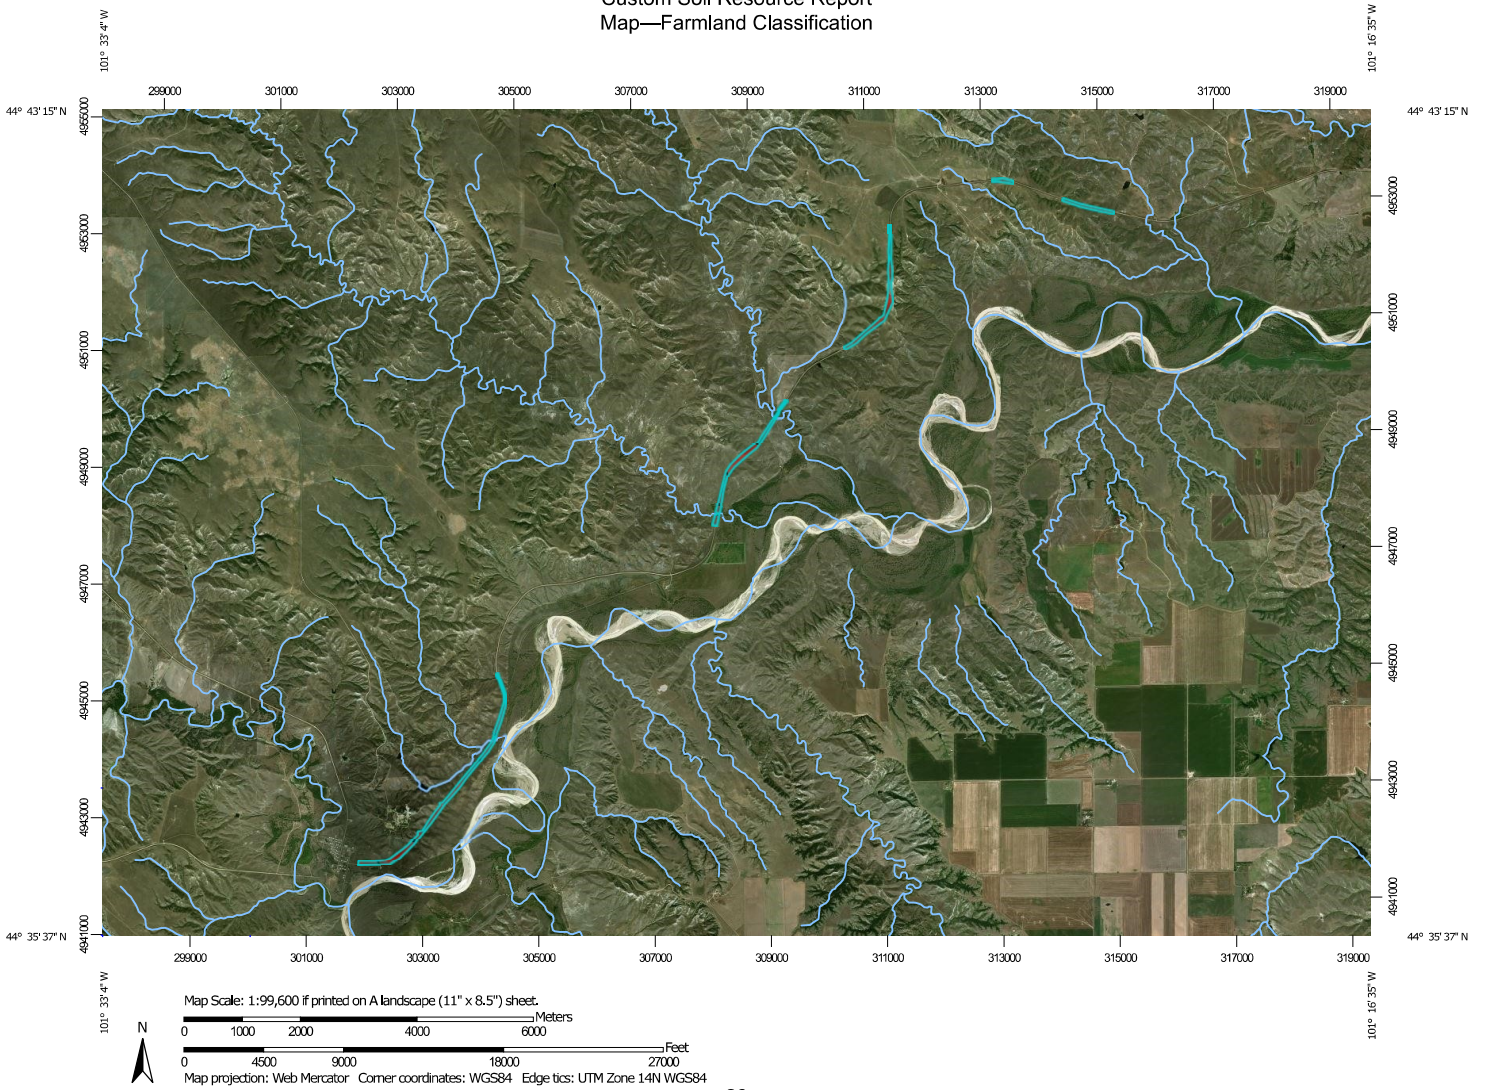 Custom Soil Resource Report
Map—Farmland Classification
101° 33' 4" W
101° 16' 35" W
299000 301000 303000 305000 307000 309000 311000 313000 315000 317000 319000
44° 43' 15" N
44° 43' 15" N
4955000
4953000
4951000
4949000
4947000
4945000
4943000
4941000
4953000
4951000
4949000
4947000
4945000
4943000
4941000
44° 35' 37" N
44° 35' 37" N
299000 301000 303000 305000 307000 309000 311000 313000 315000 317000 319000
101° 33' 4" W
101° 16' 35" W
Map Scale: 1:99,600 if printed on A landscape (11" x 8.5") sheet.
Meters
0 1000 2000 4000 6000
N
Feet
0 4500 9000 18000 27000
Map projection: Web Mercator Corner coordinates: WGS84 Edge tics: UTM Zone 14N WGS84